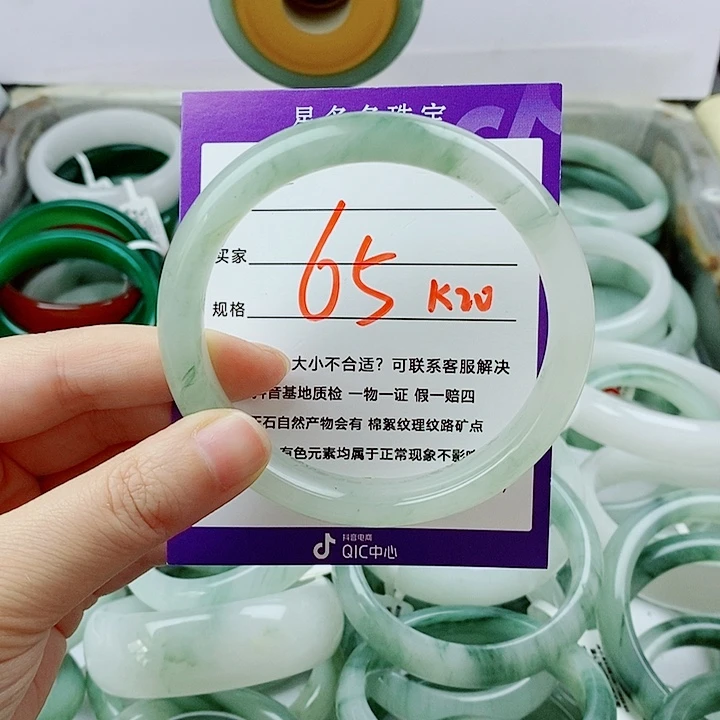 买家
65 K20
规格
大小不合适？可联系客服解决
音基地质检 一物一证 假一赔四
石自然产物会有 棉絮纹理纹路矿点
有色元素均属于正常现象不影
抖音电商
QIC中心